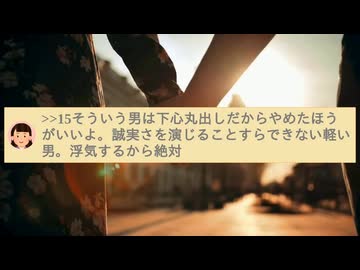 >>15そういう男は下心丸出しだからやめたほう
がいいよ。誠実さを演じることすらできない軽い
男。浮気するから絶対